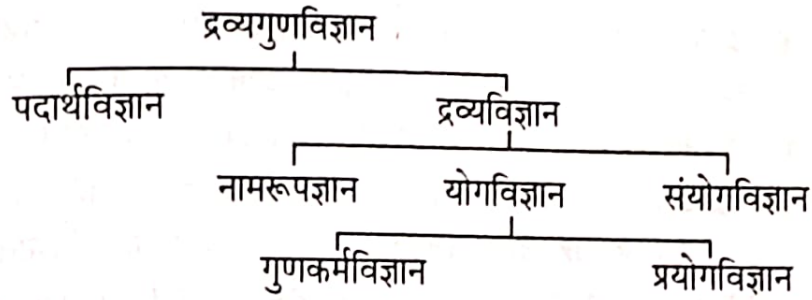 द्रव्यगुणविज्ञान
पदार्थविज्ञान द्रव्यविज्ञान
नामरूपज्ञान योगविज्ञान संयोगविज्ञान
गुणकर्मविज्ञान प्रयोगविज्ञान